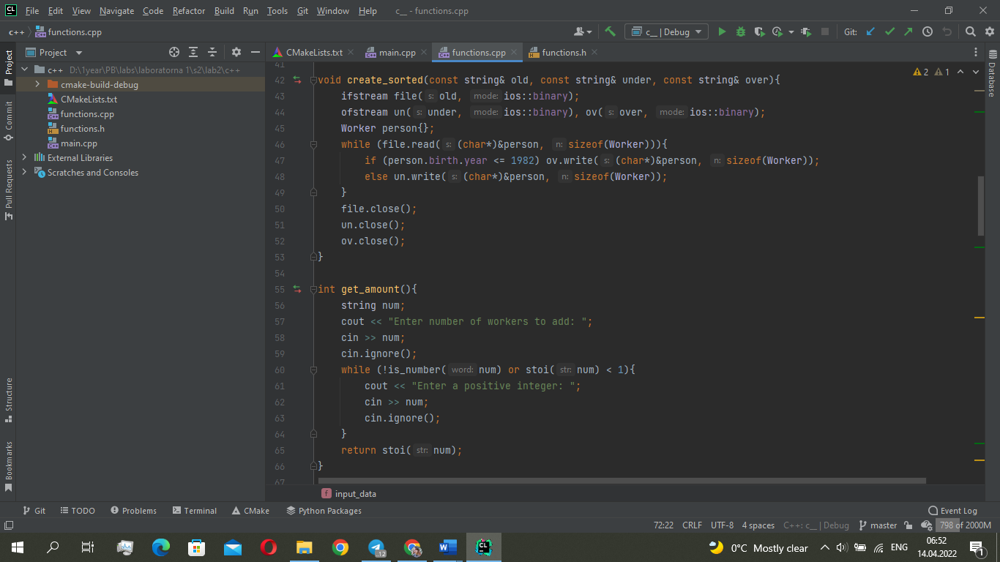 CL File Edit View Navigate Code Refactor Build Run Tools Git Window Help c__ - functions.cpp
c++ functions.cpp c__ | Debug Git:
Project CMakeLists.txt main.cpp functions.cpp functions.h
c++ D:\1year\PB\labs\laboratorna 1\s2\lab2\c++
cmake-build-debug
CMakeLists.txt
functions.cpp
functions.h
main.cpp
External Libraries
Scratches and Consoles
Project
Commit
Pull Requests
Structure
Bookmarks
Database
2 1
41
42 void create_sorted(const string& old, const string& under, const string& over){
43 ifstream file( s: old, mode: ios::binary);
44 ofstream un( s: under, mode: ios::binary), ov( s: over, mode: ios::binary);
45 Worker person{};
46 while (file.read( s: (char*)&person, n: sizeof(Worker))){
47 if (person.birth.year <= 1982) ov.write( s: (char*)&person, n: sizeof(Worker));
48 else un.write( s: (char*)&person, n: sizeof(Worker));
49 }
50 file.close();
51 un.close();
52 ov.close();
53 }
54
55 int get_amount(){
56 string num;
57 cout << "Enter number of workers to add: ";
58 cin >> num;
59 cin.ignore();
60 while (!is_number( word: num) or stoi( str: num) < 1){
61 cout << "Enter a positive integer: ";
62 cin >> num;
63 cin.ignore();
64 }
65 return stoi( str: num);
66 }
67
f input_data
Git TODO Problems Terminal CMake Python Packages Event Log
72:22 CRLF UTF-8 4 spaces C++: c__ | Debug master 798 of 2000M
12 W CL 0°C Mostly clear ENG 06:52
14.04.2022 1